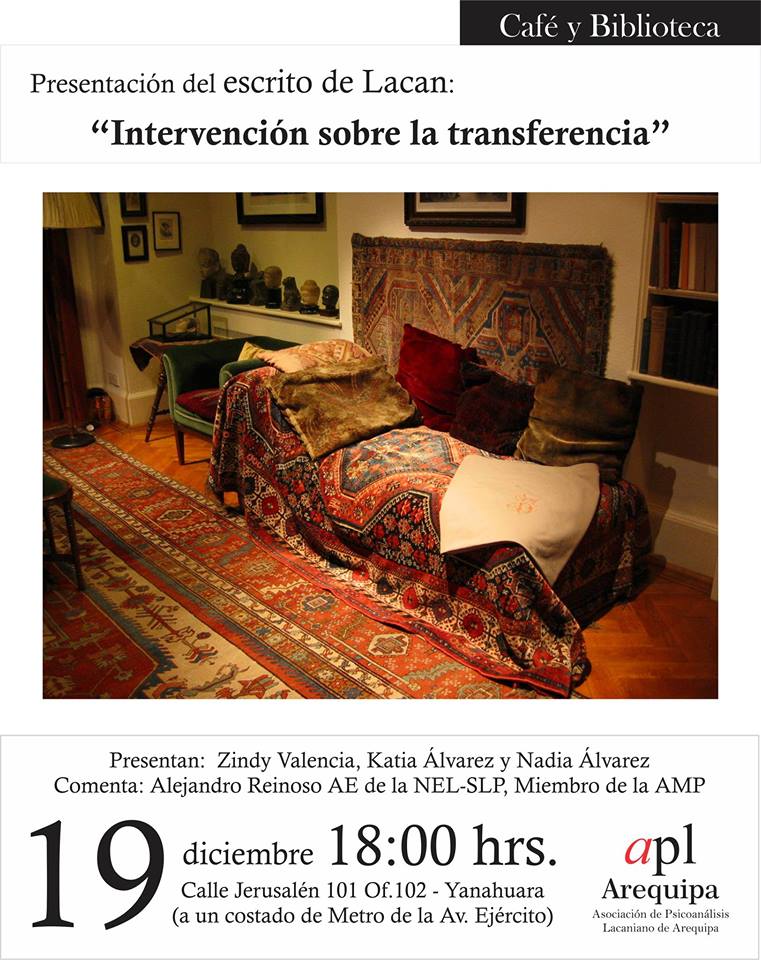 Café y Biblioteca
Presentación del escrito de Lacan:
“Intervención sobre la transferencia”
Presentan: Zindy Valencia, Katia Álvarez y Nadia Álvarez
Comenta: Alejandro Reinoso AE de la NEL-SLP, Miembro de la AMP
19 diciembre 18:00 hrs.
Calle Jerusalén 101 Of.102 - Yanahuara
(a un costado de Metro de la Av. Ejército)
apl
Arequipa
Asociación de Psicoanálisis
Lacaniano de Arequipa